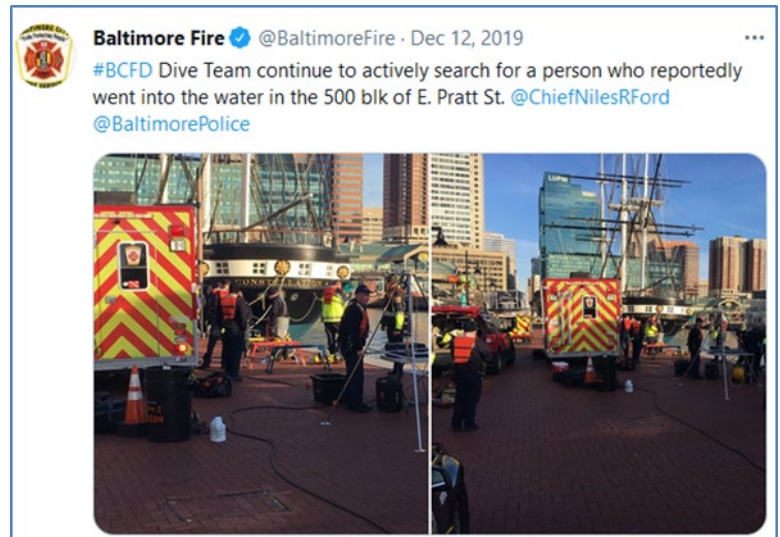 Baltimore Fire @BaltimoreFire · Dec 12, 2019
#BCFD Dive Team continue to actively search for a person who reportedly
went into the water in the 500 blk of E. Pratt St. @ChiefNilesRFord
@BaltimorePolice
CONSTELLATION
LUPIN